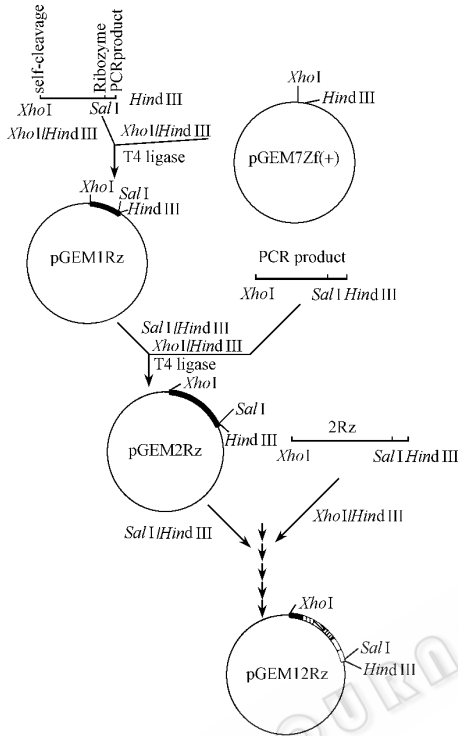 self-cleavage
Ribozyme
PCRproduct
HindIII
XhoI
SalI
XhoI/HindIII
XhoI/HindIII
T4 ligase
XhoI
HindIII
pGEM7Zf(+)
XhoI
SalI
HindIII
pGEM1Rz
PCR product
XhoI
SalI HindIII
SalI/HindIII
XhoI/HindIII
T4 ligase
XhoI
SalI
HindIII
pGEM2Rz
2Rz
XhoI
SalI HindIII
SalI/HindIII
XhoI/HindIII
XhoI
SalI
HindIII
pGEM12Rz
OURN